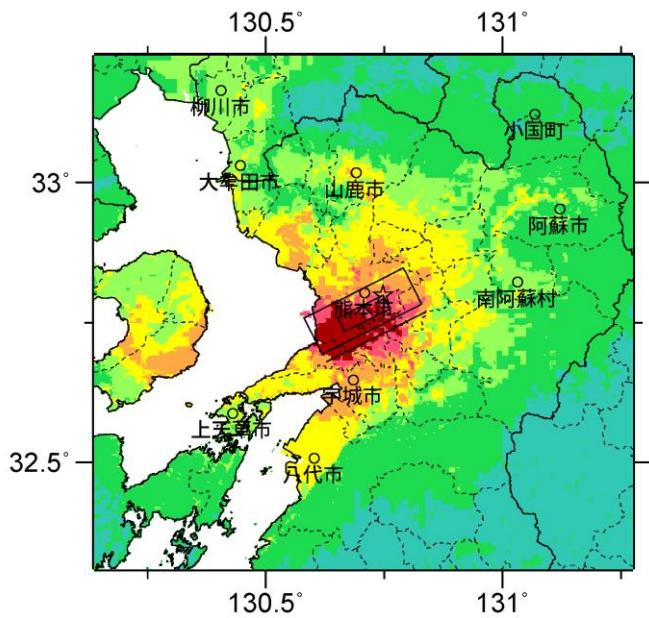 130.5°
131°
柳川市
小国町
33°
大牟田市
山鹿市
阿蘇市
南阿蘇村
熊本市
宇城市
上天草市
32.5°
八代市
130.5°
131°